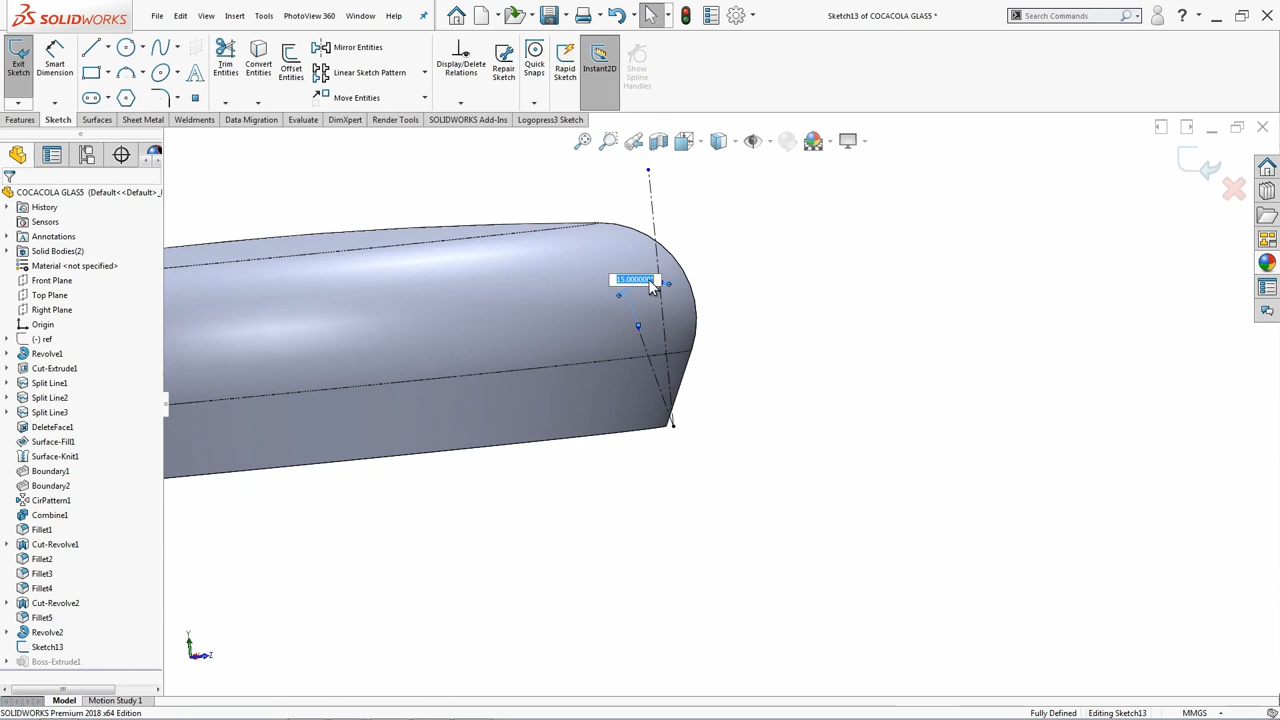 SOLIDWORKS
File Edit View Insert Tools PhotoView 360 Window Help
Sketch13 of COCACOLA GLASS *
Search Commands
Exit Sketch
Smart Dimension
Trim Entities
Convert Entities
Offset Entities
Mirror Entities
Linear Sketch Pattern
Move Entities
Display/Delete Relations
Repair Sketch
Quick Snaps
Rapid Sketch
Instant2D
Show Spline Handles
Features Sketch Surfaces Sheet Metal Weldments Data Migration Evaluate DimXpert Render Tools SOLIDWORKS Add-Ins Logopress3 Sketch
COCACOLA GLAS5 (Default<<Default>_
History
Sensors
Annotations
Solid Bodies(2)
Material <not specified>
Front Plane
Top Plane
Right Plane
Origin
(-) ref
Revolve1
Cut-Extrude1
Split Line1
Split Line2
Split Line3
DeleteFace1
Surface-Fill1
Surface-Knit1
Boundary1
Boundary2
CirPattern1
Combine1
Fillet1
Cut-Revolve1
Fillet2
Fillet3
Fillet4
Cut-Revolve2
Fillet5
Revolve2
Sketch13
Boss-Extrude1
15.000000°
Y
Z
Model Motion Study 1
SOLIDWORKS Premium 2018 x64 Edition
Fully Defined Editing Sketch13 MMGS